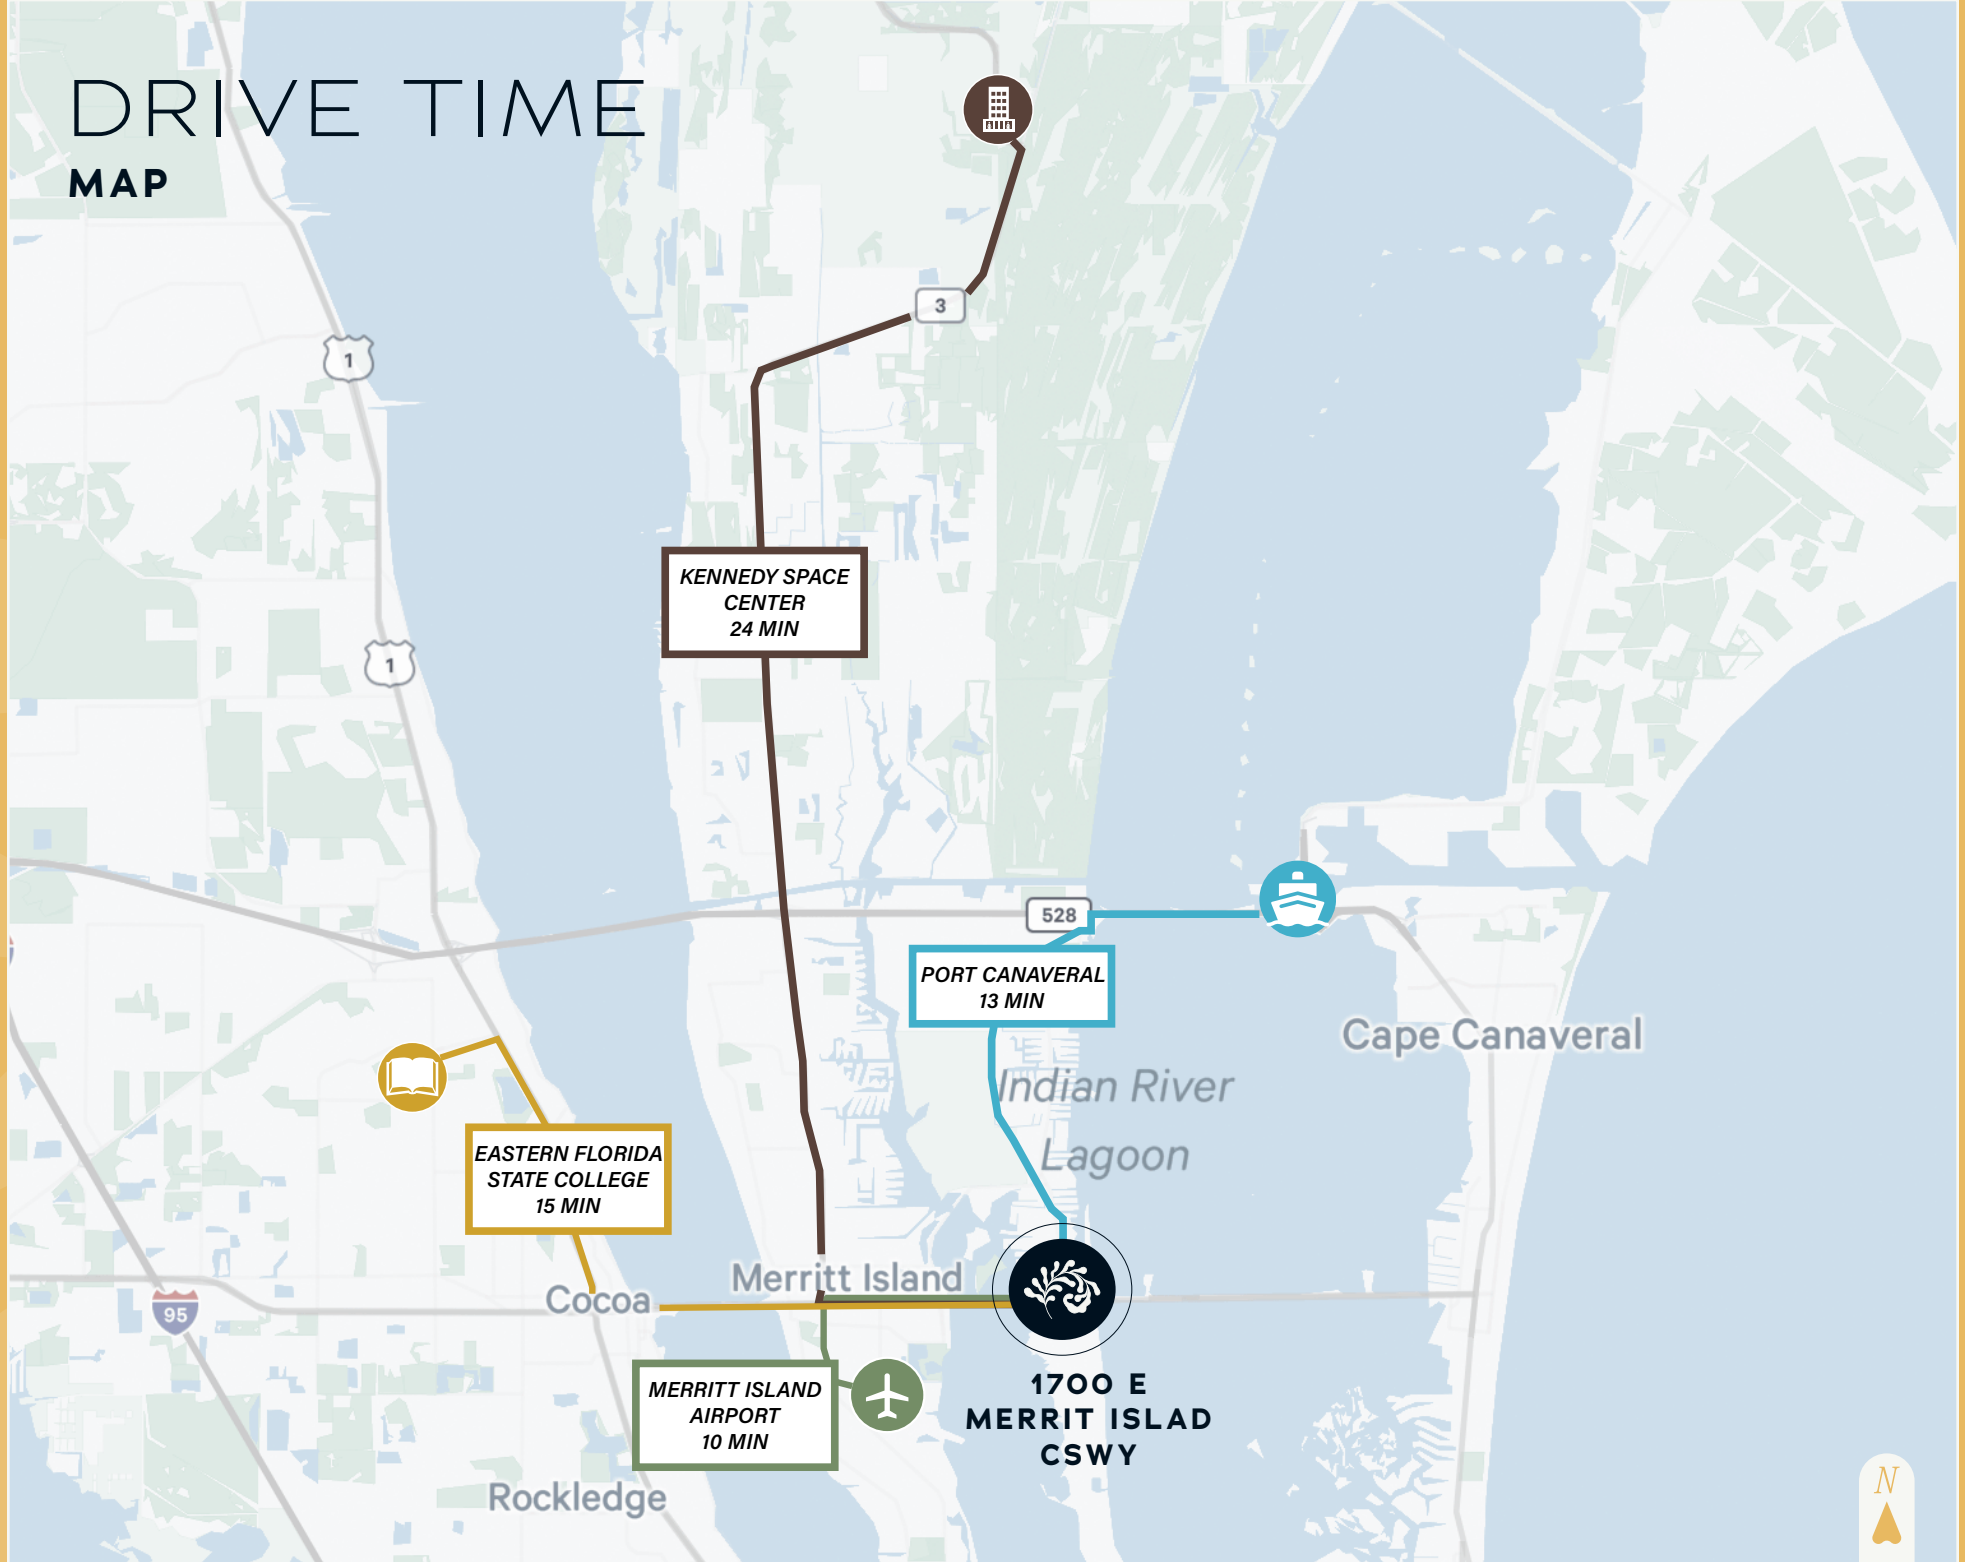 DRIVE TIME
MAP
3
1
KENNEDY SPACE
CENTER
24 MIN
1
528
PORT CANAVERAL
13 MIN
Cape Canaveral
Indian River
Lagoon
EASTERN FLORIDA
STATE COLLEGE
15 MIN
Merritt Island
Cocoa
95
MERRITT ISLAND
AIRPORT
10 MIN
1700 E
MERRIT ISLAD
CSWY
Rockledge
N